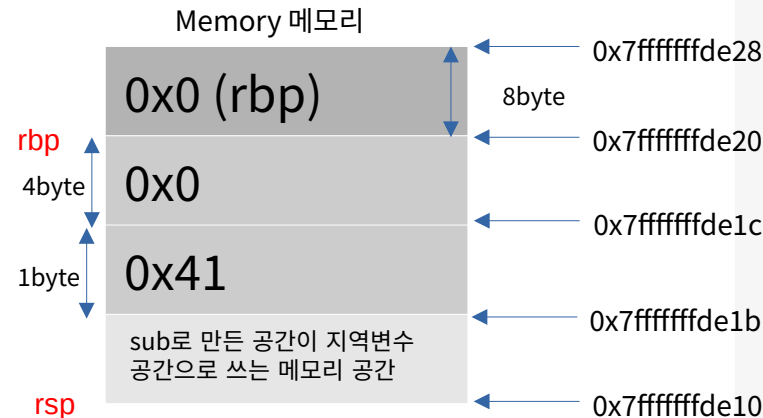 Memory 메모리
0x7fffffffde28
0x0 (rbp)
8byte
rbp
0x7fffffffde20
4byte
0x0
0x7fffffffde1c
1byte
0x41
0x7fffffffde1b
sub로 만든 공간이 지역변수
공간으로 쓰는 메모리 공간
rsp
0x7fffffffde10